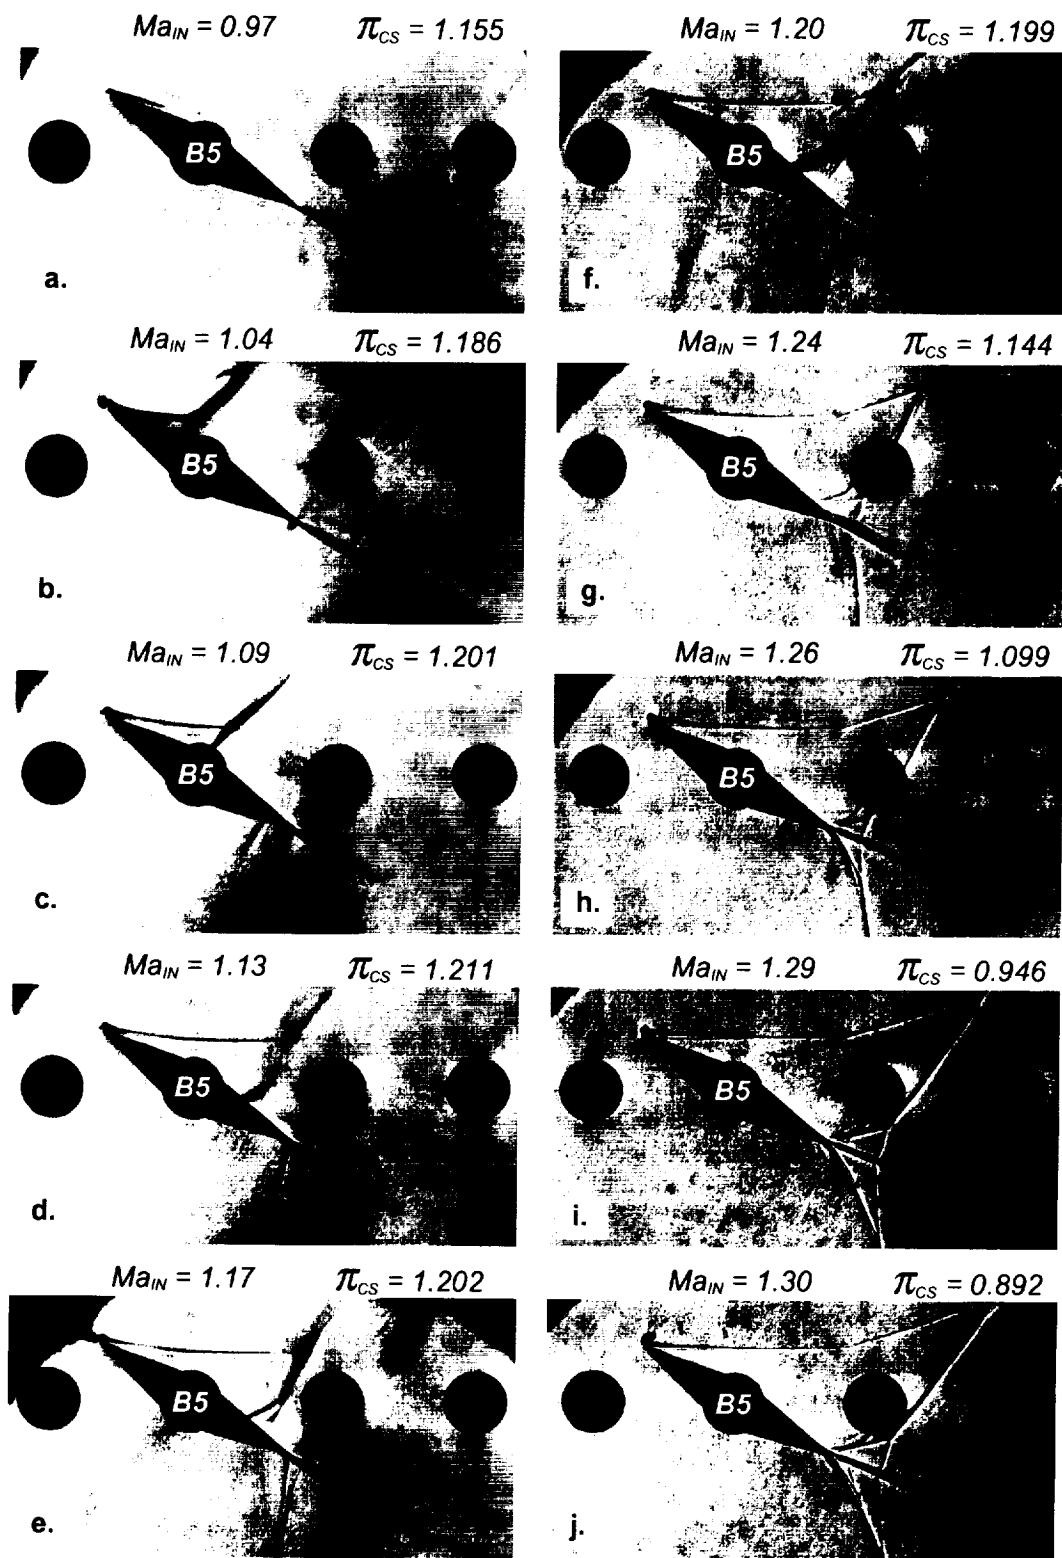 Ma_IN = 0.97 π_CS = 1.155
B5
a.
Ma_IN = 1.04 π_CS = 1.186
B5
b.
Ma_IN = 1.09 π_CS = 1.201
B5
c.
Ma_IN = 1.13 π_CS = 1.211
B5
d.
Ma_IN = 1.17 π_CS = 1.202
B5
e.
Ma_IN = 1.20 π_CS = 1.199
B5
f.
Ma_IN = 1.24 π_CS = 1.144
B5
g.
Ma_IN = 1.26 π_CS = 1.099
B5
h.
Ma_IN = 1.29 π_CS = 0.946
B5
i.
Ma_IN = 1.30 π_CS = 0.892
B5
j.